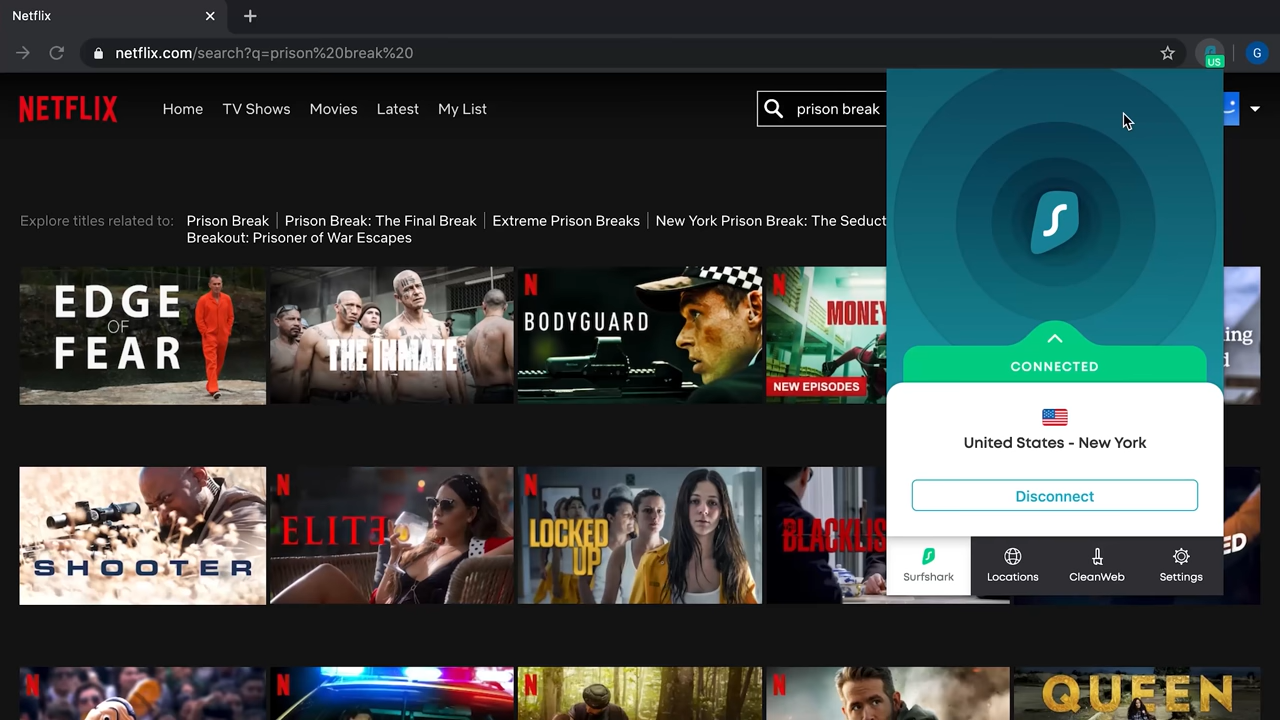 Netflix
netflix.com/search?q=prison%20break%20
US
G
NETFLIX
Home
TV Shows
Movies
Latest
My List
prison break
Explore titles related to:
Prison Break
Prison Break: The Final Break
Extreme Prison Breaks
New York Prison Break: The Seduct
Breakout: Prisoner of War Escapes
EDGE
OF
FEAR
THE INMATE
N
BODYGUARD
N
MONEY
NEW EPISODES
ing
d
CONNECTED
United States - New York
Disconnect
Surfshark
Locations
CleanWeb
Settings
SHOOTER
N
ELITE
N
LOCKED
UP
BLACKLIS
ED
N
N
N
N
QUEEN